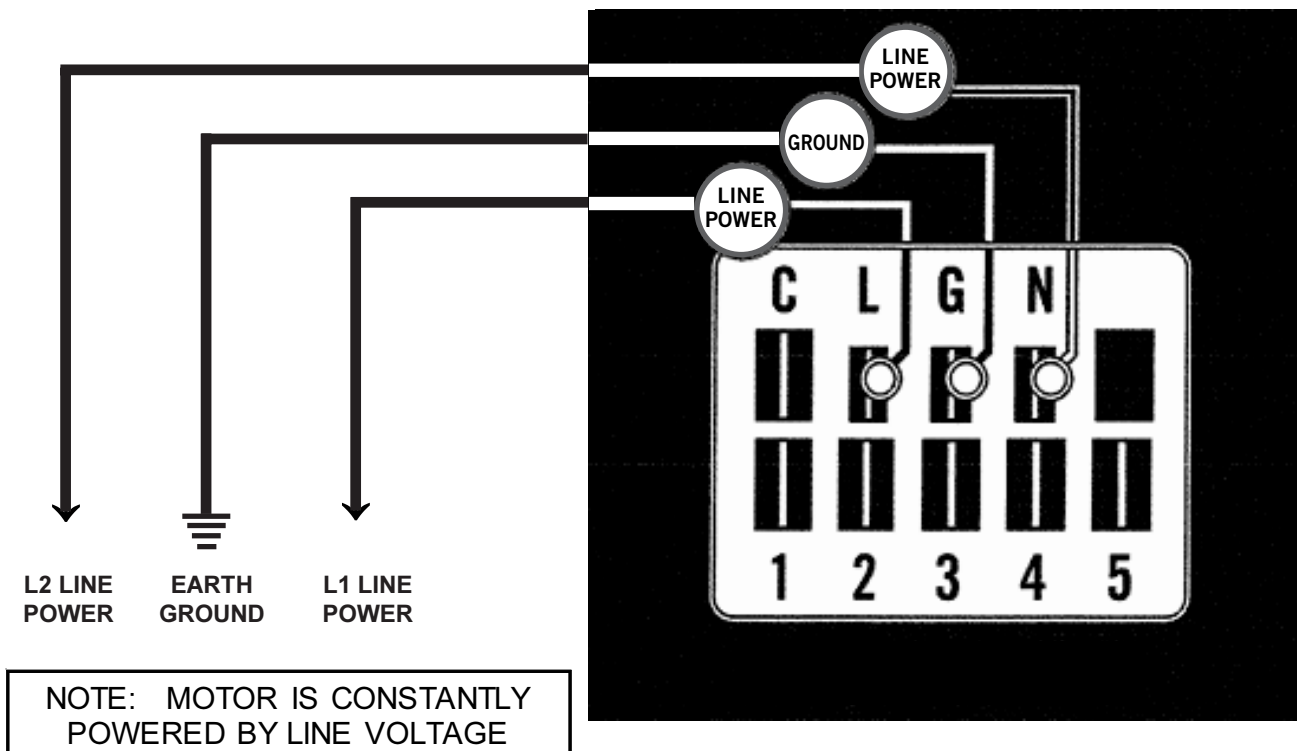 LINE
POWER
GROUND
LINE
POWER
C L G N
1 2 3 4 5
L2 LINE
POWER
EARTH
GROUND
L1 LINE
POWER
NOTE: MOTOR IS CONSTANTLY
POWERED BY LINE VOLTAGE